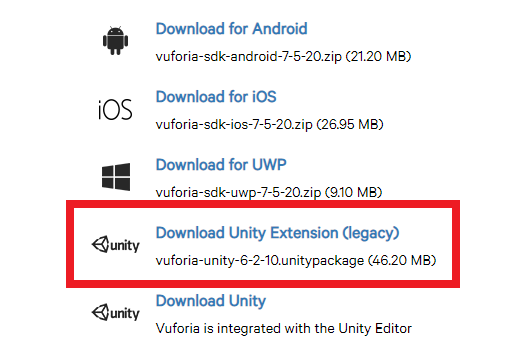 Download for Android
vuforia-sdk-android-7-5-20.zip (21.20 MB)
iOS
Download for iOS
vuforia-sdk-ios-7-5-20.zip (26.95 MB)
Download for UWP
vuforia-sdk-uwp-7-5-20.zip (9.10 MB)
unity
Download Unity Extension (legacy)
vuforia-unity-6-2-10.unitypackage (46.20 MB)
unity
Download Unity
Vuforia is integrated with the Unity Editor